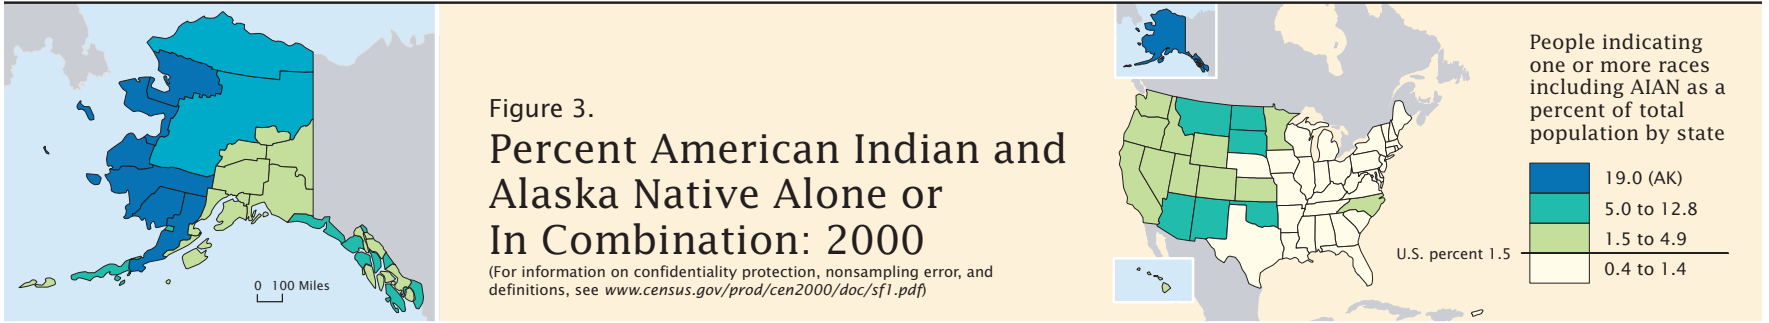 0 100 Miles
Figure 3.
Percent American Indian and
Alaska Native Alone or
In Combination: 2000
(For information on confidentiality protection, nonsampling error, and
definitions, see www.census.gov/prod/cen2000/doc/sf1.pdf)
People indicating
one or more races
including AIAN as a
percent of total
population by state
19.0 (AK)
5.0 to 12.8
1.5 to 4.9
U.S. percent 1.5
0.4 to 1.4